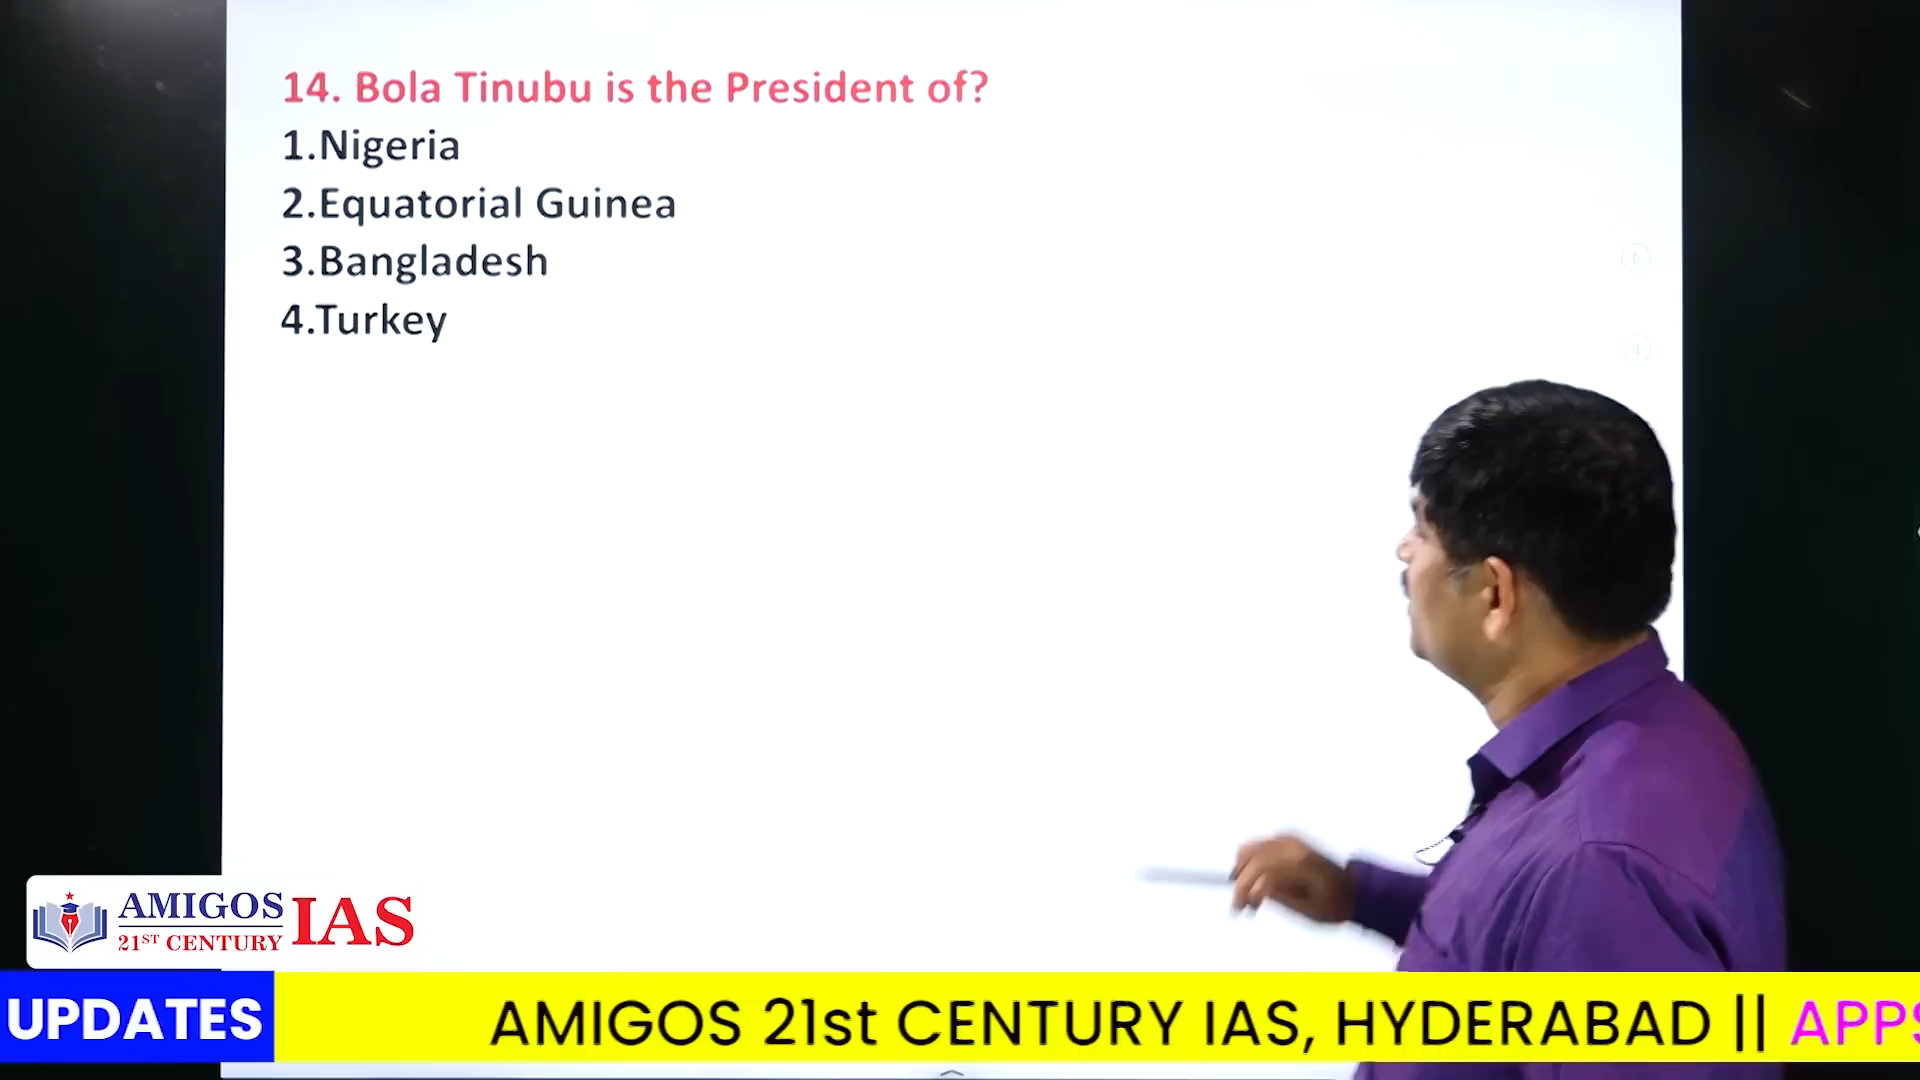 14. Bola Tinubu is the President of?
1.Nigeria
2.Equatorial Guinea
3.Bangladesh
4.Turkey
AMIGOS
21ST CENTURY
IAS
UPDATES
AMIGOS 21st CENTURY IAS, HYDERABAD || APPS